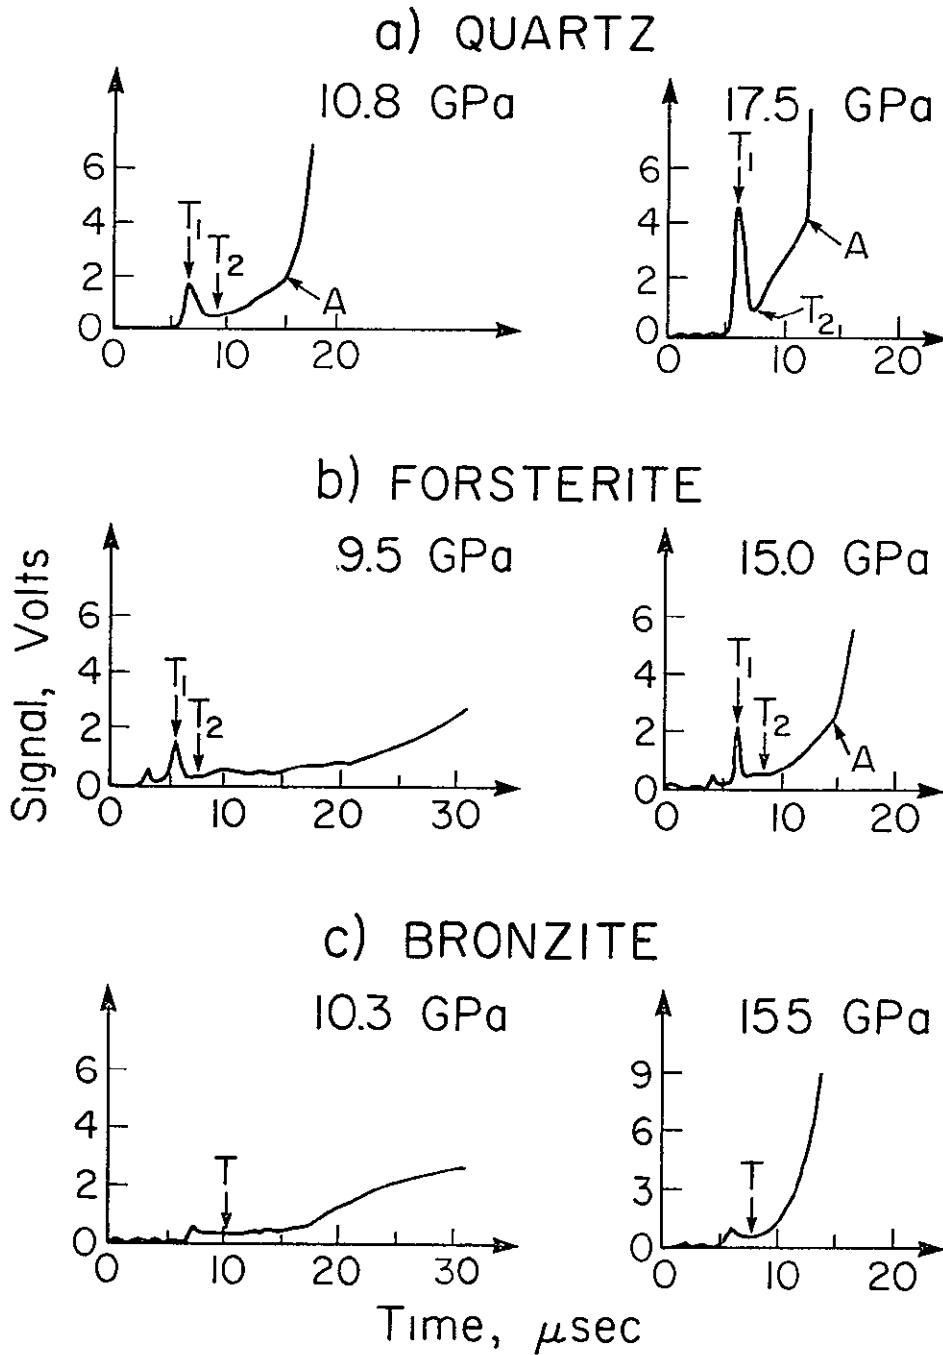 a) QUARTZ
10.8 GPa
6
4
2
0
T1
T2
A
0 10 20
17.5 GPa
6
4
2
0
T1
T2
A
0 10 20
b) FORSTERITE
Signal, Volts
9.5 GPa
6
4
2
0
T1
T2
0 10 20 30
15.0 GPa
6
4
2
0
T1
T2
A
0 10 20
c) BRONZITE
10.3 GPa
6
4
2
0
T
0 10 20 30
15 5 GPa
9
6
3
0
T
0 10 20
Time, μsec